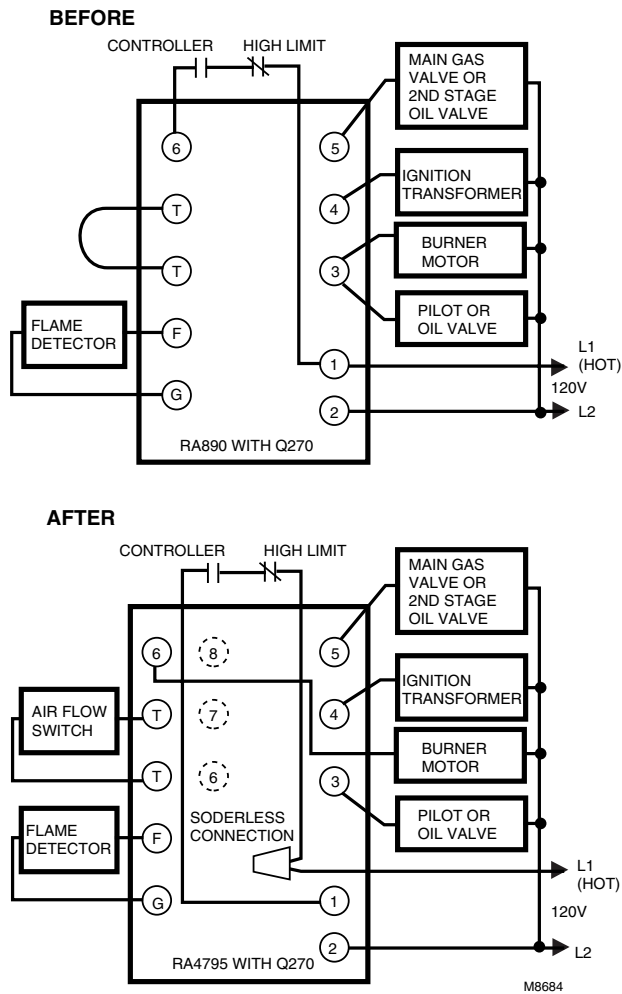 BEFORE
CONTROLLER
HIGH LIMIT
MAIN GAS
VALVE OR
2ND STAGE
OIL VALVE
6
5
IGNITION
TRANSFORMER
T
4
BURNER
MOTOR
T
3
PILOT OR
OIL VALVE
FLAME
DETECTOR
F
L1
(HOT)
1
120V
G
2
L2
RA890 WITH Q270
AFTER
CONTROLLER
HIGH LIMIT
MAIN GAS
VALVE OR
2ND STAGE
OIL VALVE
6
8
5
IGNITION
TRANSFORMER
AIR FLOW
SWITCH
T
7
4
BURNER
MOTOR
T
6
3
PILOT OR
OIL VALVE
FLAME
DETECTOR
F
SODERLESS
CONNECTION
L1
(HOT)
G
1
120V
2
L2
RA4795 WITH Q270
M8684